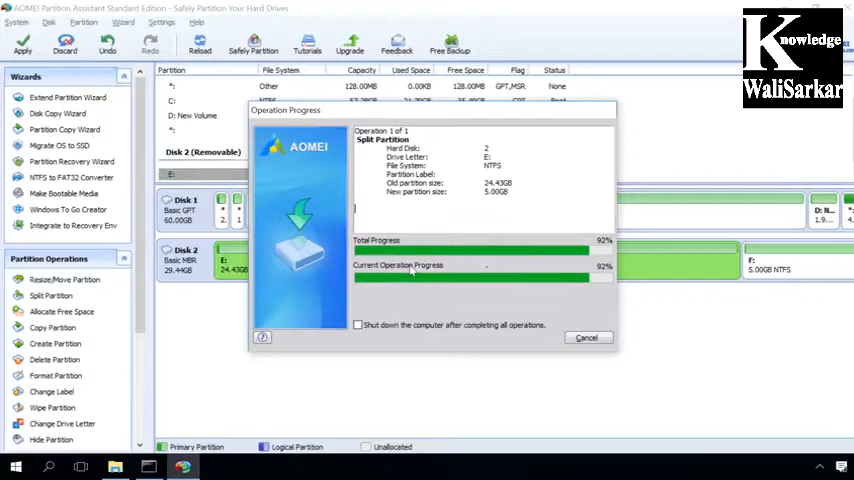 AOMEI Partition Assistant Standard Edition - Safely Partition Your Hard Drives
System Disk Partition Wizard Settings Help
Apply Discard Undo Redo Reload Safely Partition Tutorials Upgrade Feedback Free Backup
Knowledge
WaliSarkar
Wizards
Extend Partition Wizard
Disk Copy Wizard
Partition Copy Wizard
Migrate OS to SSD
Partition Recovery Wizard
NTFS to FAT32 Converter
Make Bootable Media
Windows To Go Creator
Integrate to Recovery Env
Partition Operations
Resize/Move Partition
Split Partition
Allocate Free Space
Copy Partition
Create Partition
Delete Partition
Format Partition
Change Label
Wipe Partition
Change Drive Letter
Hide Partition
Partition File System Capacity Used Space Free Space Flag Status
*: Other 128.00MB 0.00KB 128.00MB GPT,MSR None
C:
D: New Volume
*:
Disk 2 (Removable)
E:
Operation Progress
AOMEI
Operation 1 of 1
Split Partition
Hard Disk: 2
Drive Letter: E:
File System: NTFS
Partition Label:
Old partition size: 24.43GB
New partition size: 5.00GB
Total Progress 92%
Current Operation Progress 92%
Shut down the computer after completing all operations.
Cancel
Disk 1
Basic GPT
60.00GB
*
2.
*
1
D: N...
1.9...
Disk 2
Basic MBR
29.44GB
E:
24.43GB
F:
5.00GB NTFS
Primary Partition Logical Partition Unallocated